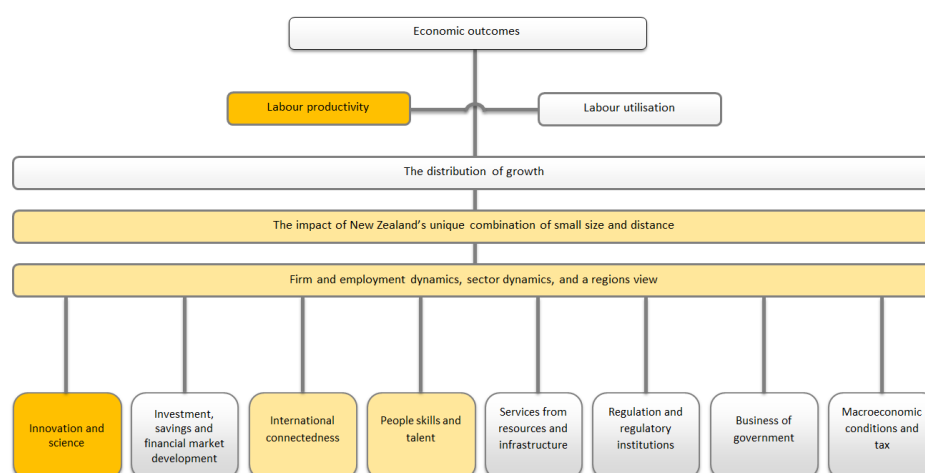 Economic outcomes
Labour productivity
Labour utilisation
The distribution of growth
The impact of New Zealand's unique combination of small size and distance
Firm and employment dynamics, sector dynamics, and a regions view
Innovation and
science
Investment,
savings and
financial market
development
International
connectedness
People skills and
talent
Services from
resources and
infrastructure
Regulation and
regulatory
institutions
Business of
government
Macroeconomic
conditions and
tax